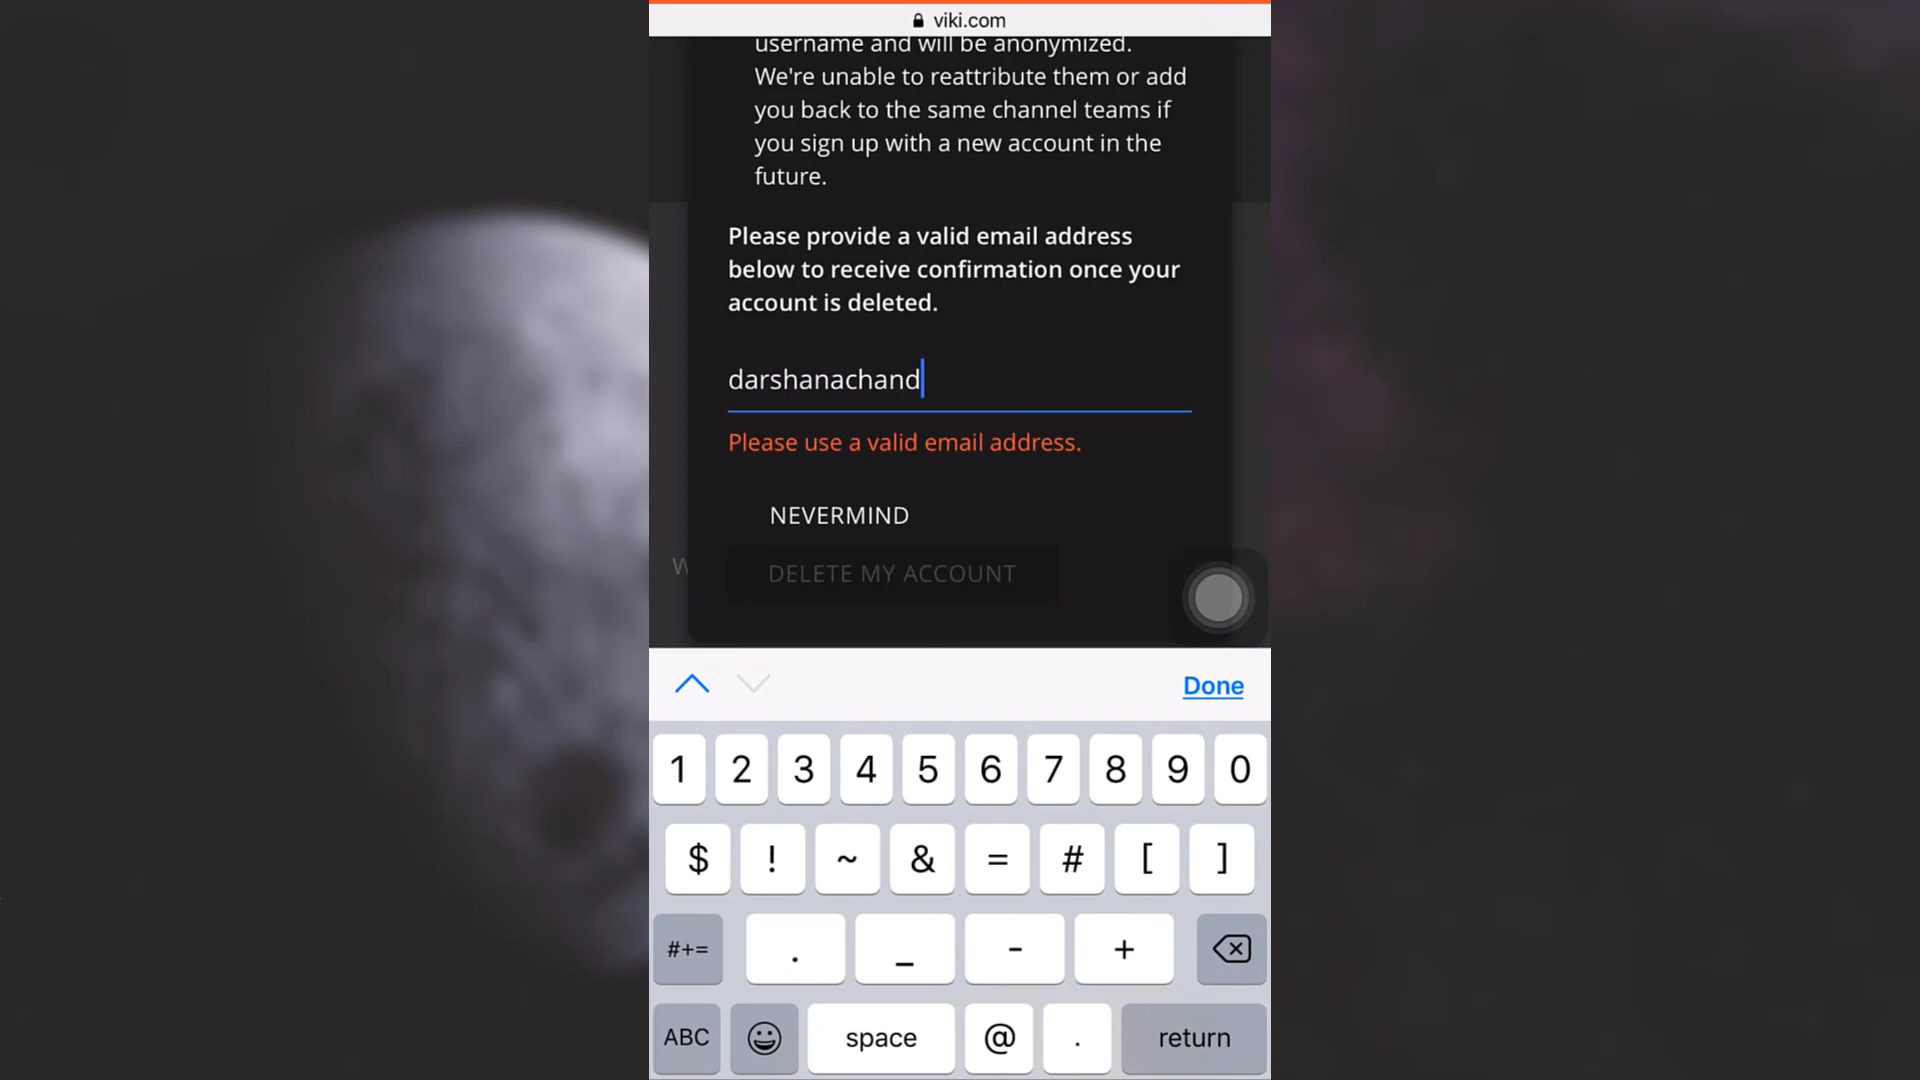 viki.com
username and will be anonymized.
We're unable to reattribute them or add
you back to the same channel teams if
you sign up with a new account in the
future.
Please provide a valid email address
below to receive confirmation once your
account is deleted.
darshanachand
Please use a valid email address.
NEVERMIND
W
DELETE MY ACCOUNT
Done
1 2 3 4 5 6 7 8 9 0
$ ! ~ & = # [ ]
#+= . _ - +
ABC space @ . return